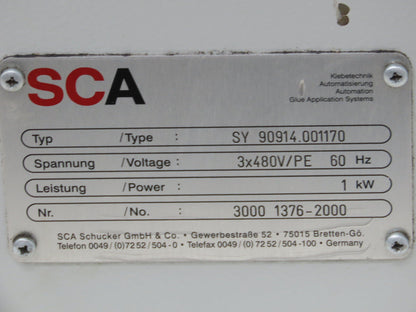 SCA
Klebetechnik
Automatisierung
Automation
Glue Application Systems
Typ /Type : SY 90914.001170
Spannung /Voltage : 3x480V/PE 60 Hz
Leistung /Power : 1 kW
Nr. /No. : 3000 1376-2000
SCA Schucker GmbH & Co. • Gewerbestraße 52 • 75015 Bretten-Gö.
Telefon 0049/(0)7252/504-0 • Telefax 0049/(0)7252/504-100 • Germany